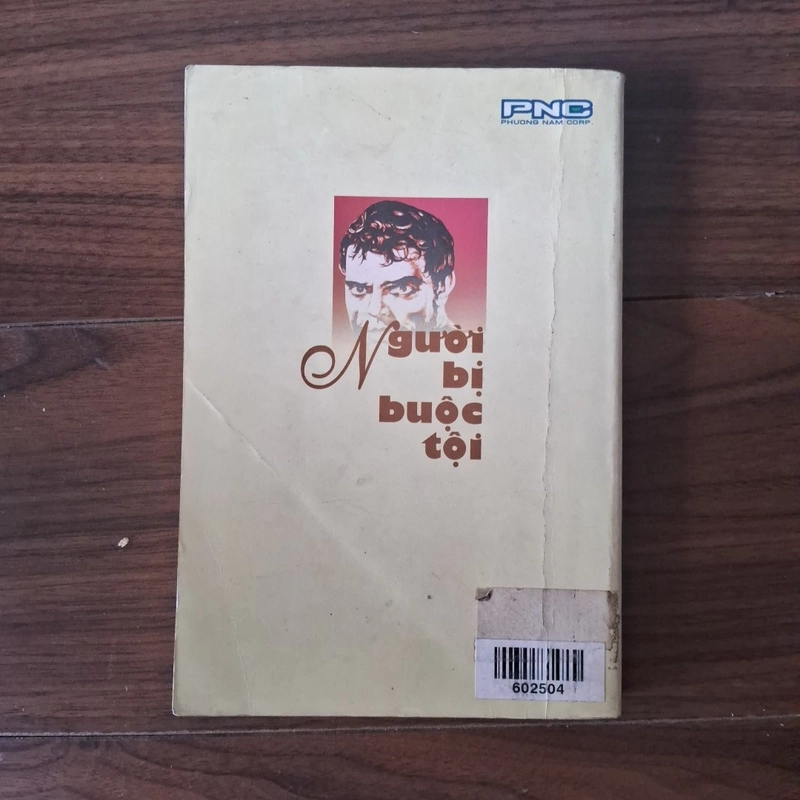 PNC
PHUONG NAM CORP.
Người
bị
buộc
tội
602504